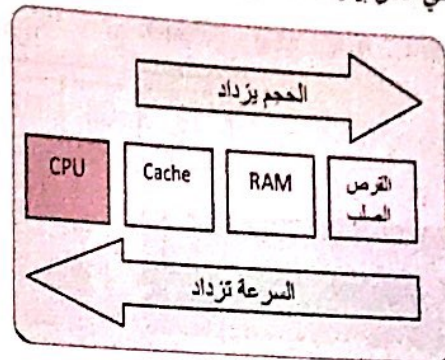 الحجم يزداد
CPU
Cache
RAM
القرص
الصلب
السرعة تزداد